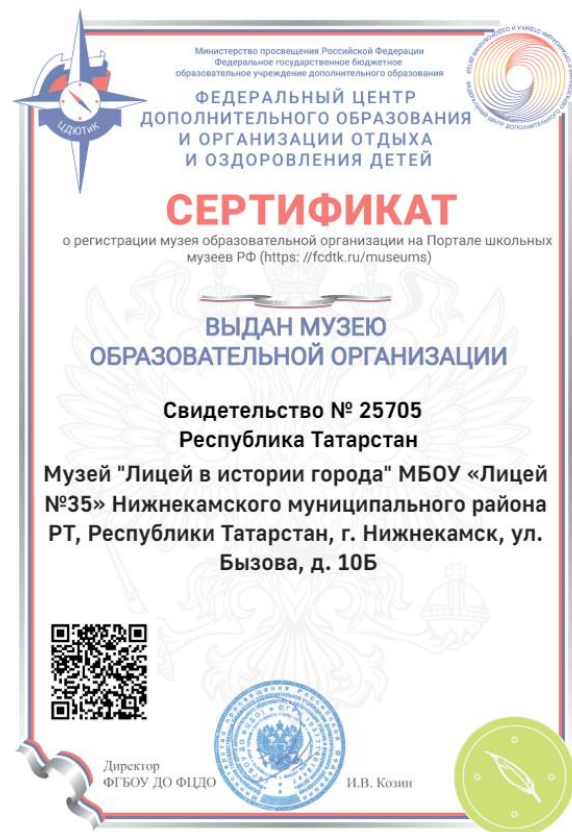 Министерство просвещения Российской Федерации
Федеральное государственное бюджетное
образовательное учреждение дополнительного образования
ФЕДЕРАЛЬНЫЙ ЦЕНТР
ДОПОЛНИТЕЛЬНОГО ОБРАЗОВАНИЯ
И ОРГАНИЗАЦИИ ОТДЫХА
И ОЗДОРОВЛЕНИЯ ДЕТЕЙ
ЦДЮТиК
СЕРТИФИКАТ
о регистрации музея образовательной организации на Портале школьных
музеев РФ (https: //fcdtk.ru/museums)
ВЫДАН МУЗЕЮ
ОБРАЗОВАТЕЛЬНОЙ ОРГАНИЗАЦИИ
Свидетельство № 25705
Республика Татарстан
Музей "Лицей в истории города" МБОУ «Лицей
№35» Нижнекамского муниципального района
РТ, Республики Татарстан, г. Нижнекамск, ул.
Бызова, д. 10Б
Директор
ФГБОУ ДО ФЦДО
И.В. Козин